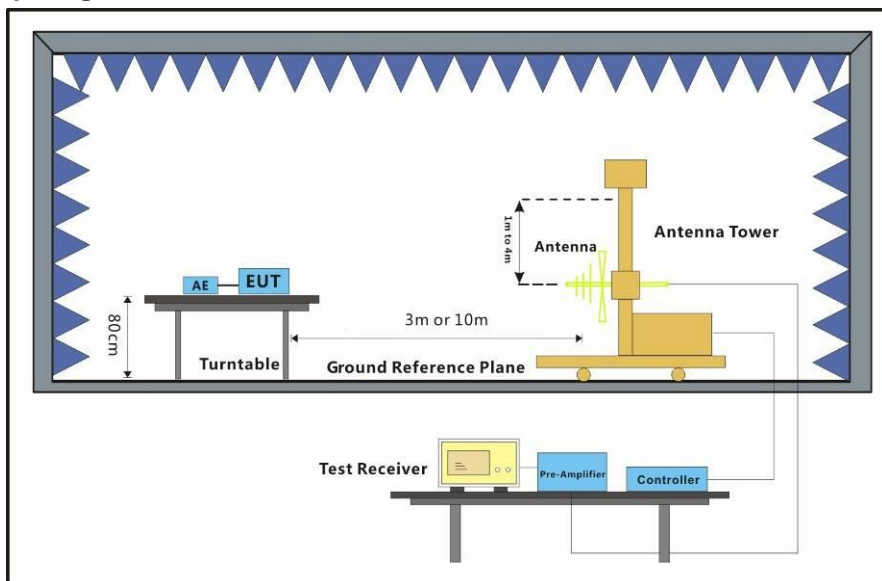 1m to 4m
Antenna
Antenna Tower
AE
EUT
80cm
3m or 10m
Turntable
Ground Reference Plane
Test Receiver
Pre-Amplifier
Controller